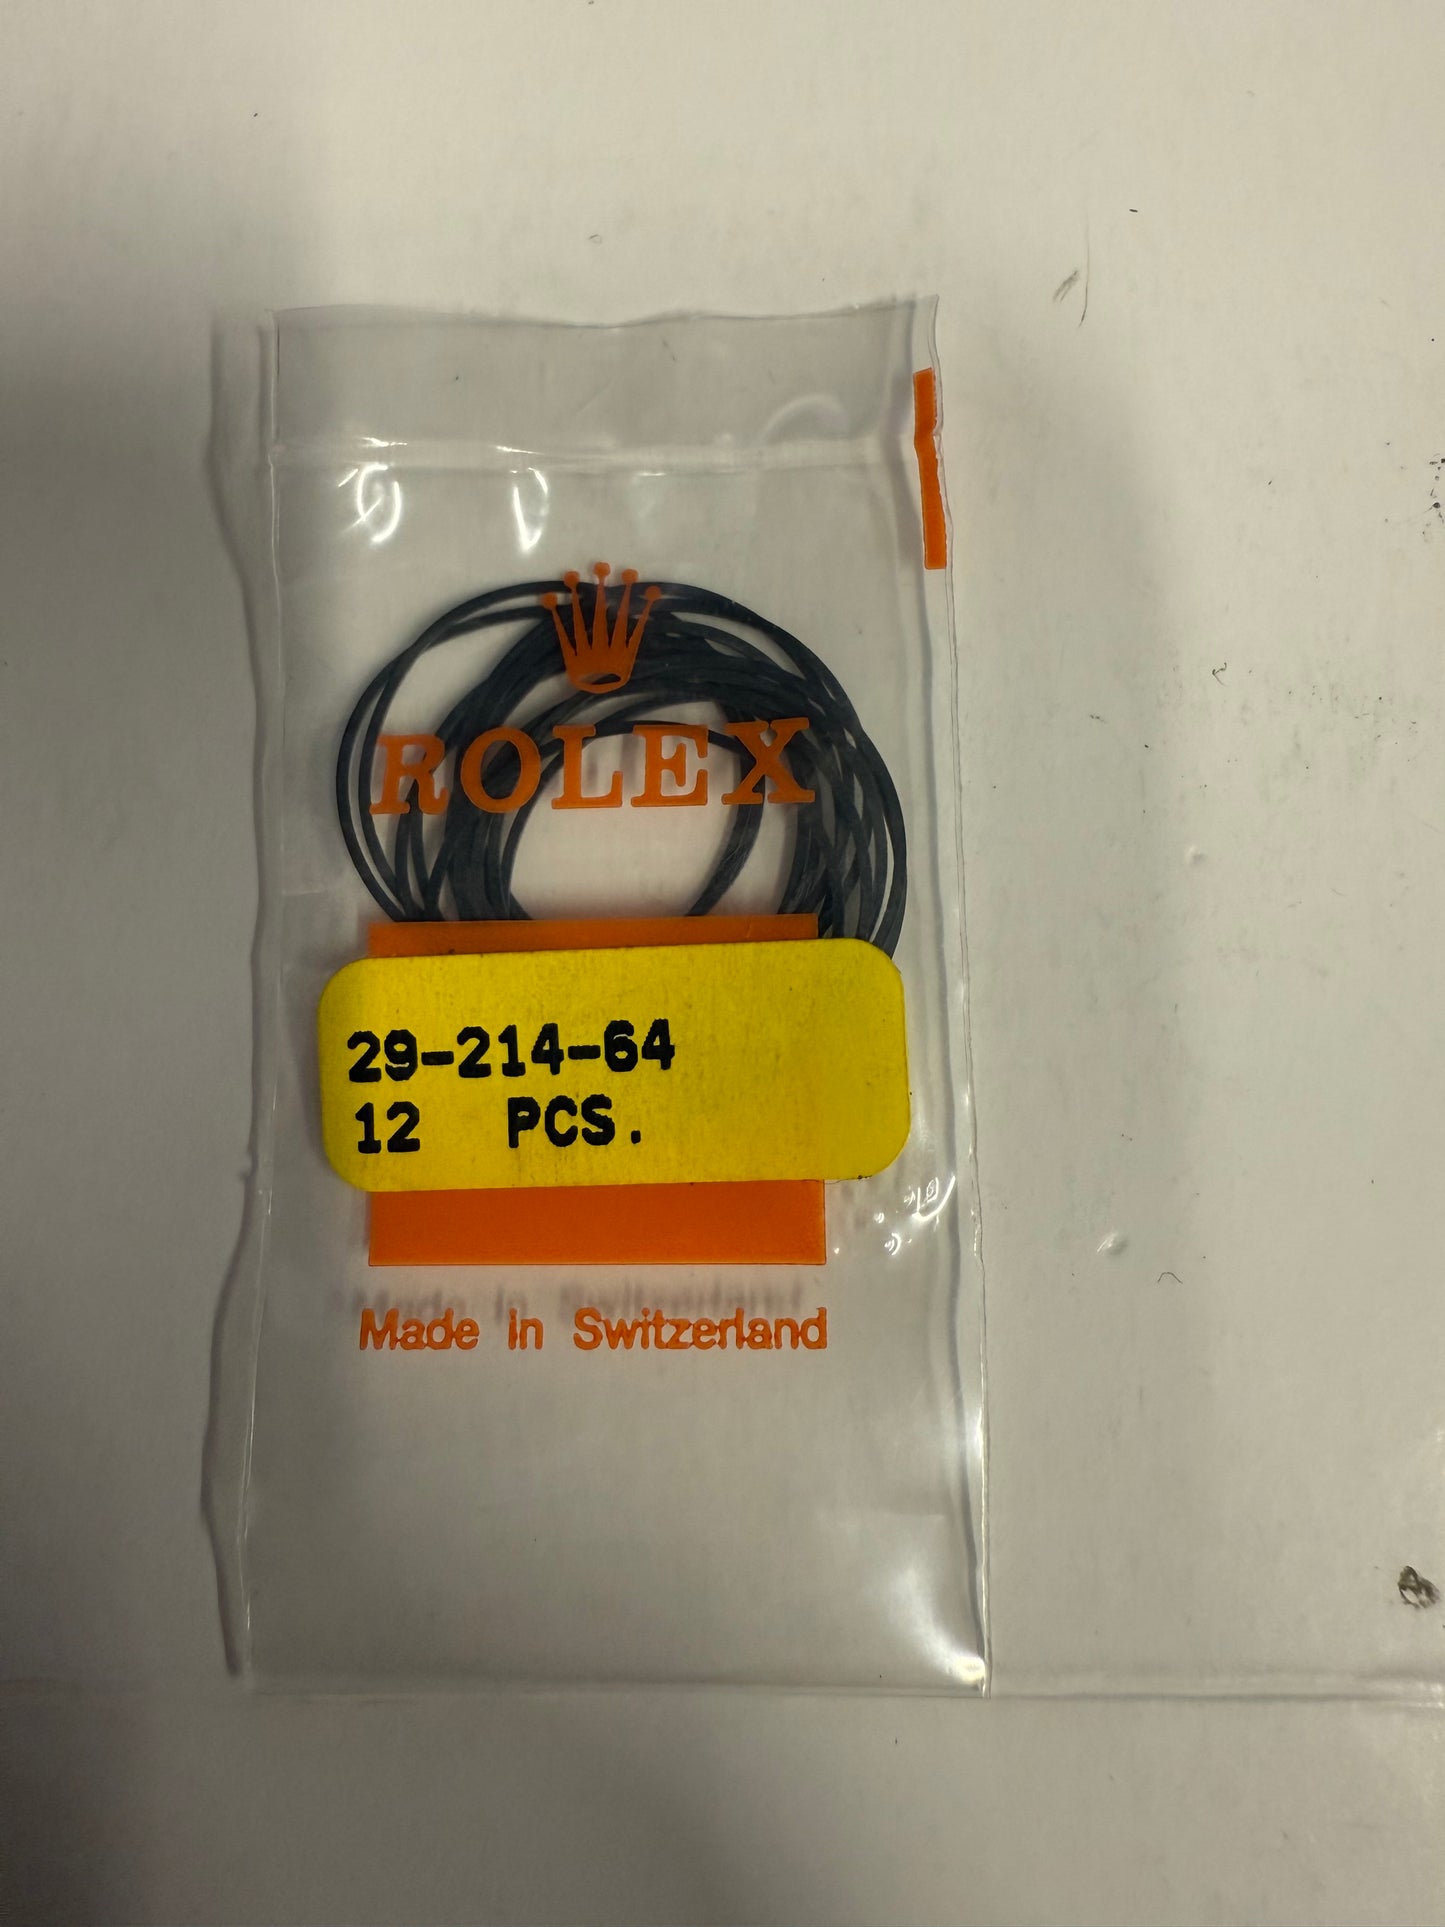 ROLEX
29-214-64
12 PCS.
Made in Switzerland